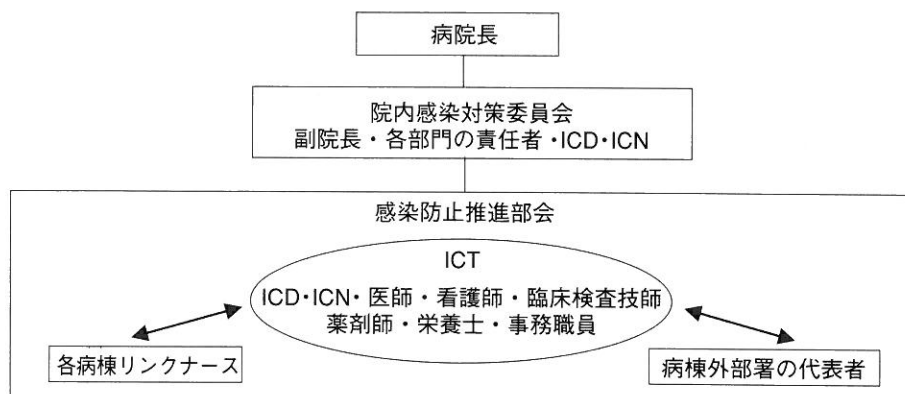 病院長
院内感染対策委員会
副院長・各部門の責任者・ICD・ICN
感染防止推進部会
ICT
ICD・ICN・医師・看護師・臨床検査技師
薬剤師・栄養士・事務職員
各病棟リンクナース
病棟外部署の代表者